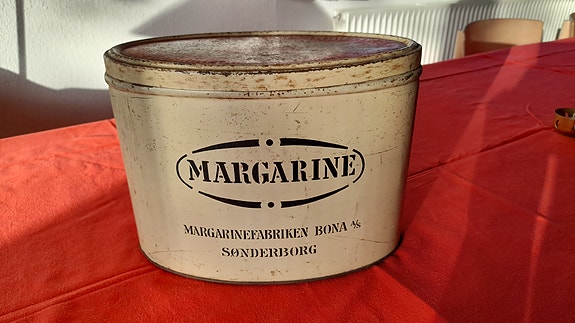 MARGARINE
MARGARINEFABRIKEN BONA A/S
SØNDERBORG